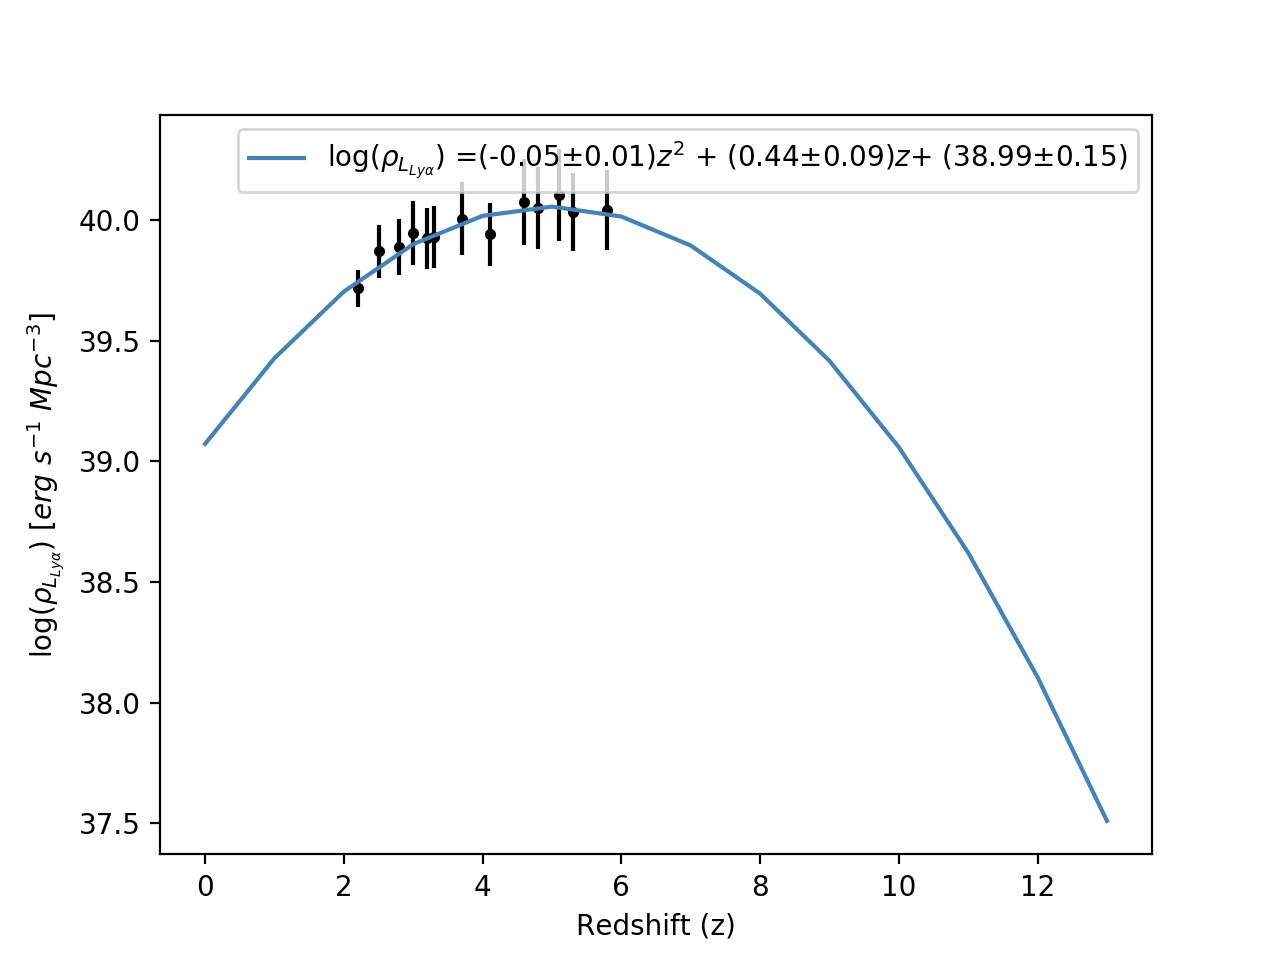 log(ρ_{L_{Lyα}}) =(-0.05±0.01)z² + (0.44±0.09)z+ (38.99±0.15)
40.0
39.5
39.0
38.5
38.0
37.5
log(ρ_{L_{Lyα}}) [erg s⁻¹ Mpc⁻³]
0 2 4 6 8 10 12
Redshift (z)